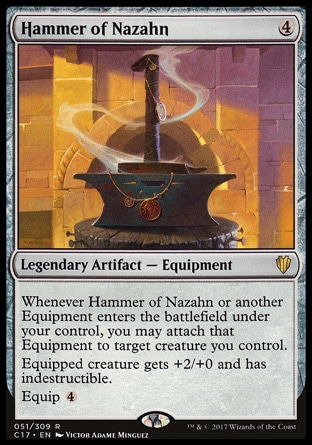 Hammer of Nazahn 4
Legendary Artifact — Equipment
Whenever Hammer of Nazahn or another
Equipment enters the battlefield under
your control, you may attach that
Equipment to target creature you control.
Equipped creature gets +2/+0 and has
indestructible.
Equip 4
051/309 R
C17 • EN Victor Adame Minguez
™ & © 2017 Wizards of the Coast